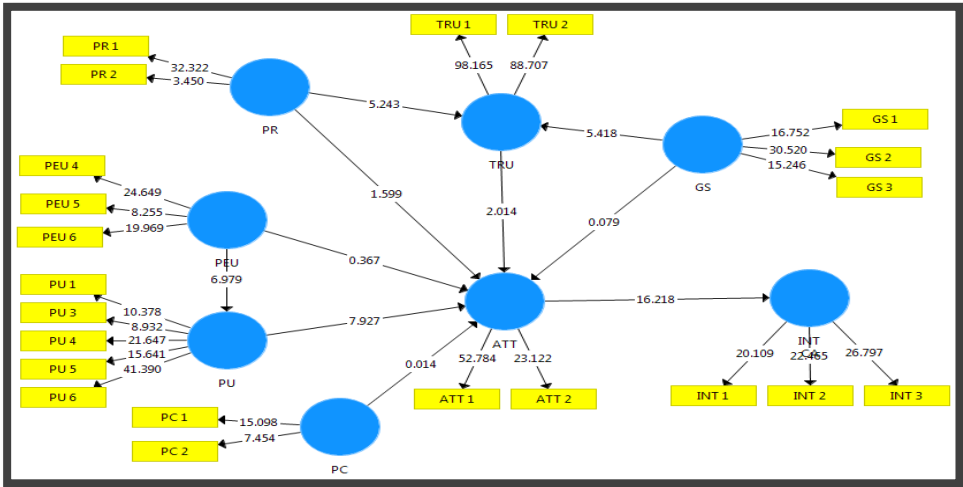 TRU 1
TRU 2
PR 1
PR 2
32.322
3.450
98.165
88.707
PR
5.243
TRU
5.418
GS
16.752
30.520
15.246
GS 1
GS 2
GS 3
PEU 4
PEU 5
PEU 6
24.649
8.255
19.969
PEU
6.979
1.599
2.014
0.079
0.367
PU 1
PU 3
PU 4
PU 5
PU 6
10.378
8.932
21.647
15.641
41.390
PU
7.927
ATT
16.218
INT
0.014
52.784
23.122
ATT 1
ATT 2
20.109
22.465
26.797
INT 1
INT 2
INT 3
PC 1
PC 2
15.098
7.454
PC